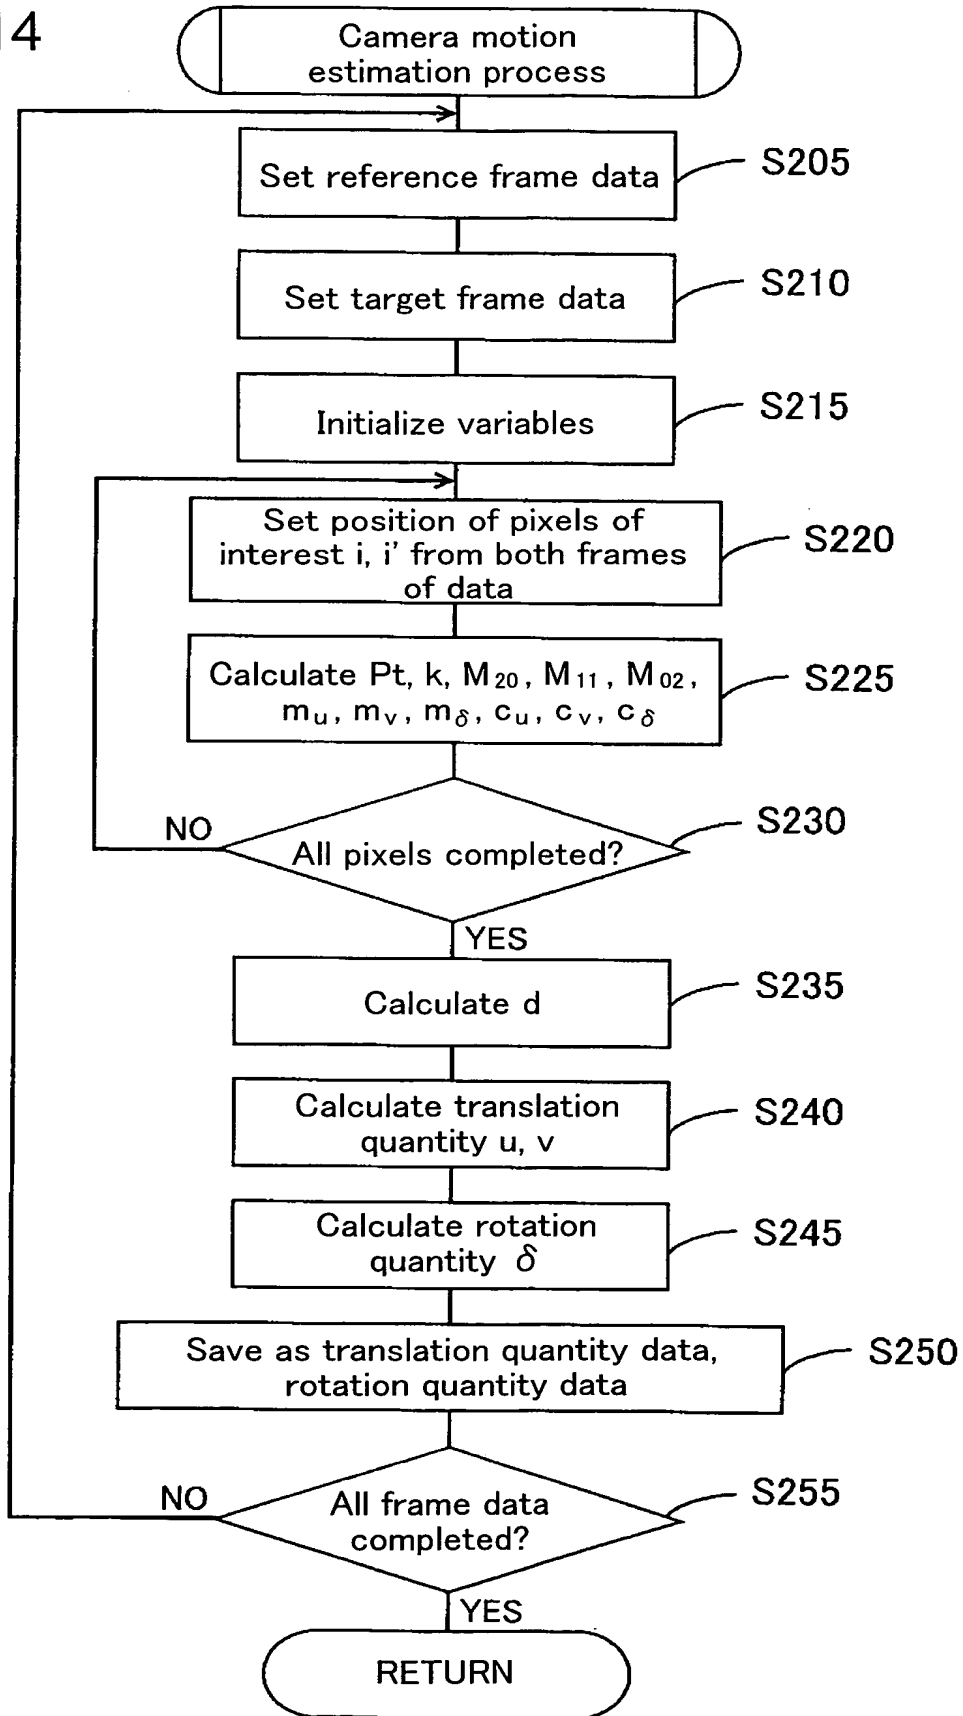 14
Camera motion
estimation process
Set reference frame data
S205
Set target frame data
S210
Initialize variables
S215
Set position of pixels of
interest i, i' from both frames
of data
S220
Calculate Pt, k, M₂₀, M₁₁, M₀₂,
mᵤ, mᵥ, m_δ, cᵤ, cᵥ, c_δ
S225
NO
All pixels completed?
S230
YES
Calculate d
S235
Calculate translation
quantity u, v
S240
Calculate rotation
quantity δ
S245
Save as translation quantity data,
rotation quantity data
S250
NO
All frame data
completed?
S255
YES
RETURN